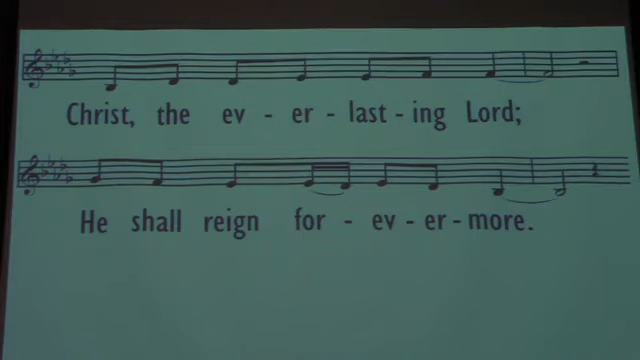 Christ, the ev - er - last - ing Lord;
He shall reign for - ev - er - more.